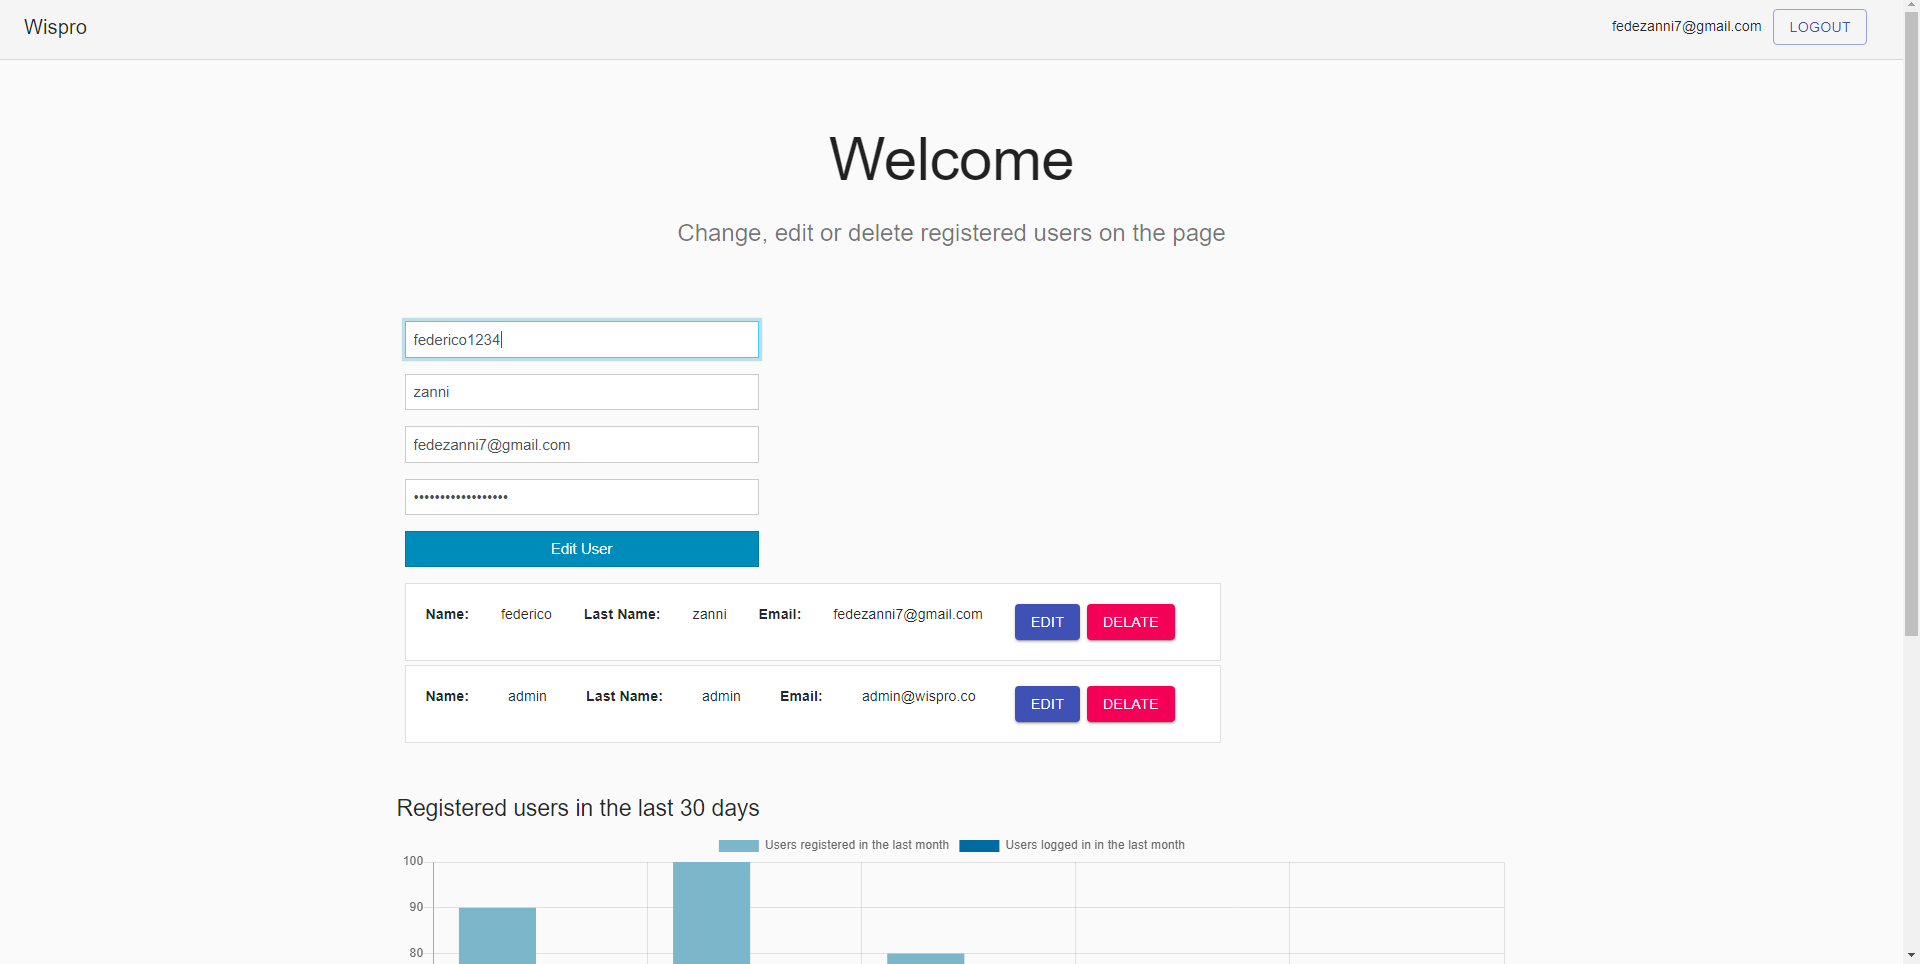 Wispro
fedezanni7@gmail.com LOGOUT
Welcome
Change, edit or delete registered users on the page
federico1234
zanni
fedezanni7@gmail.com
••••••••••••••••••
Edit User
Name: federico Last Name: zanni Email: fedezanni7@gmail.com EDIT DELATE
Name: admin Last Name: admin Email: admin@wispro.co EDIT DELATE
Registered users in the last 30 days
Users registered in the last month Users logged in in the last month
100
90
80